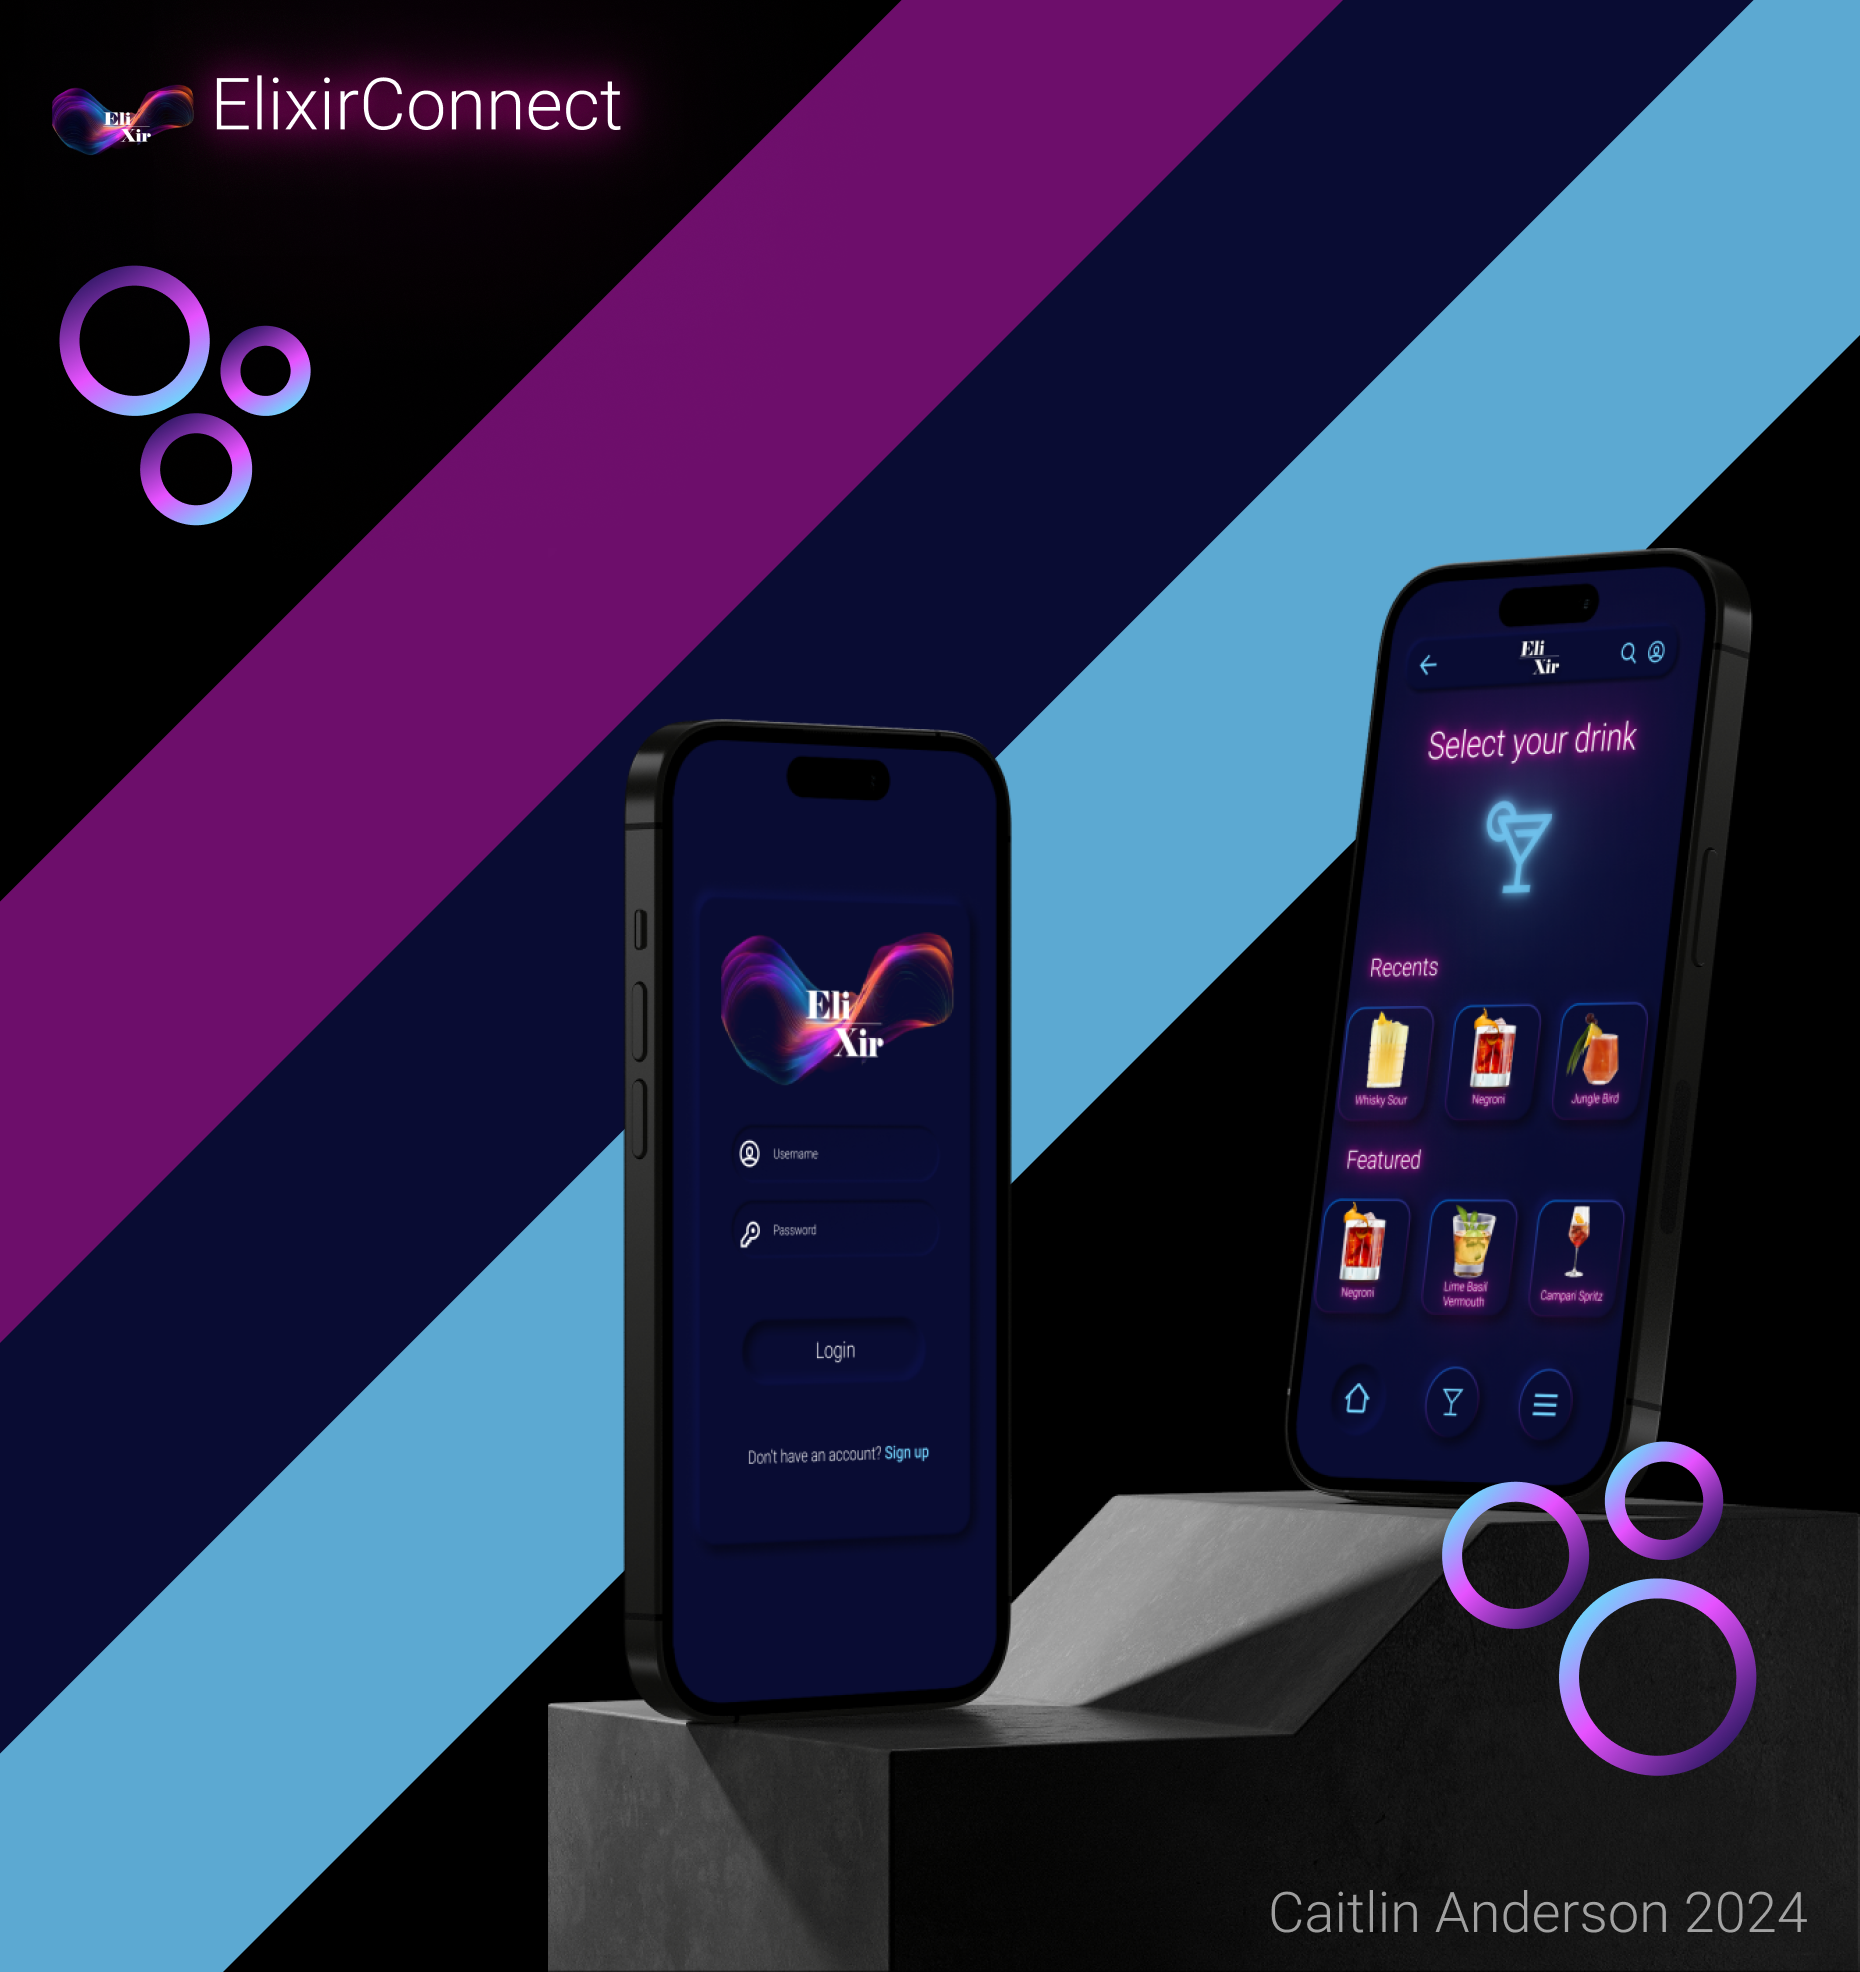 Eli
Xir
ElixirConnect
Eli
Xir
Select your drink
Recents
Whisky Sour
Negroni
Jungle Bird
Featured
Negroni
Lime Basil
Vermouth
Campari Spritz
Eli
Xir
Username
Password
Login
Don't have an account? Sign up
Caitlin Anderson 2024